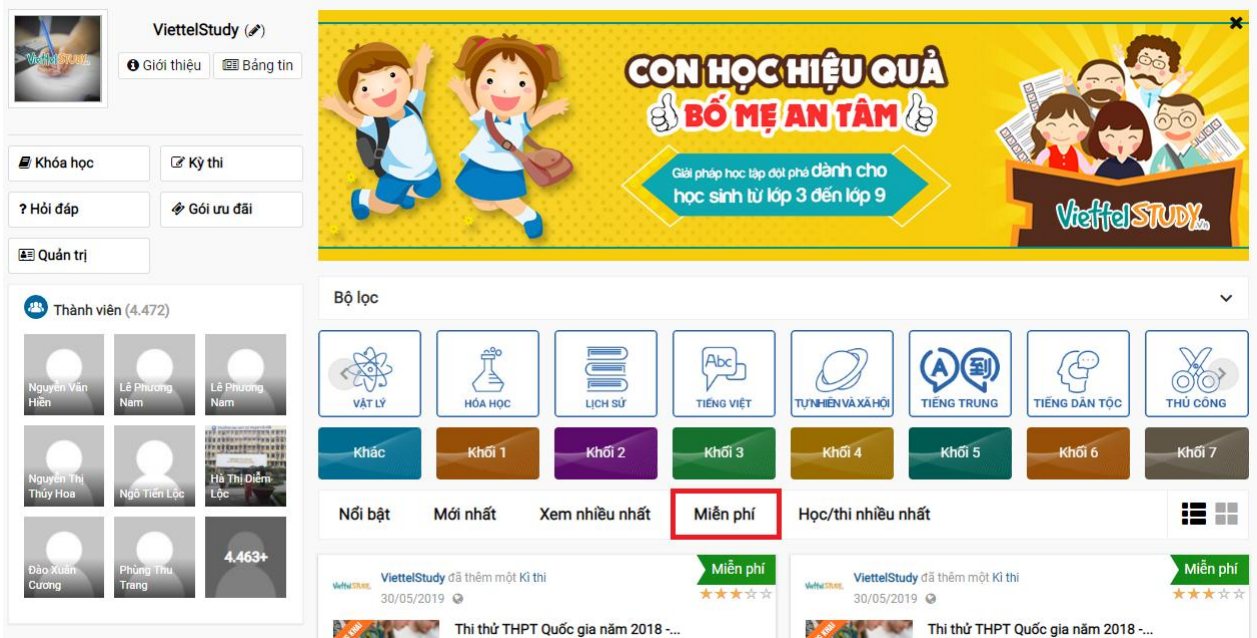 ViettelStudy
ViettelStudy ( )
Giới thiệu
Bảng tin
Khóa học
Kỳ thi
? Hỏi đáp
Gói ưu đãi
Quản trị
Thành viên (4.472)
Nguyễn Văn Hiền
Lê Phương Nam
Lê Phương Nam
Nguyễn Thị Thúy Hoa
Ngô Tiến Lộc
Hà Thị Diễm Lộc
Đào Xuân Cương
Phùng Thu Trang
4.463+
CON HỌC HIỆU QUẢ
BỐ MẸ AN TÂM
Giải pháp học tập đột phá dành cho
học sinh từ lớp 3 đến lớp 9
ViettelSTUDY.Vn
Bộ lọc
VẬT LÝ
HÓA HỌC
LỊCH SỬ
Abc
TIẾNG VIỆT
TỰ NHIÊN VÀ XÃ HỘI
A 到
TIẾNG TRUNG
TIẾNG DÂN TỘC
THỦ CÔNG
Khác
Khối 1
Khối 2
Khối 3
Khối 4
Khối 5
Khối 6
Khối 7
Nổi bật
Mới nhất
Xem nhiều nhất
Miễn phí
Học/thi nhiều nhất
ViettelSTUDY.
ViettelStudy đã thêm một Kì thi
30/05/2019
Miễn phí
Thi thử THPT Quốc gia năm 2018 -...
ViettelSTUDY.
ViettelStudy đã thêm một Kì thi
30/05/2019
Miễn phí
Thi thử THPT Quốc gia năm 2018 -...